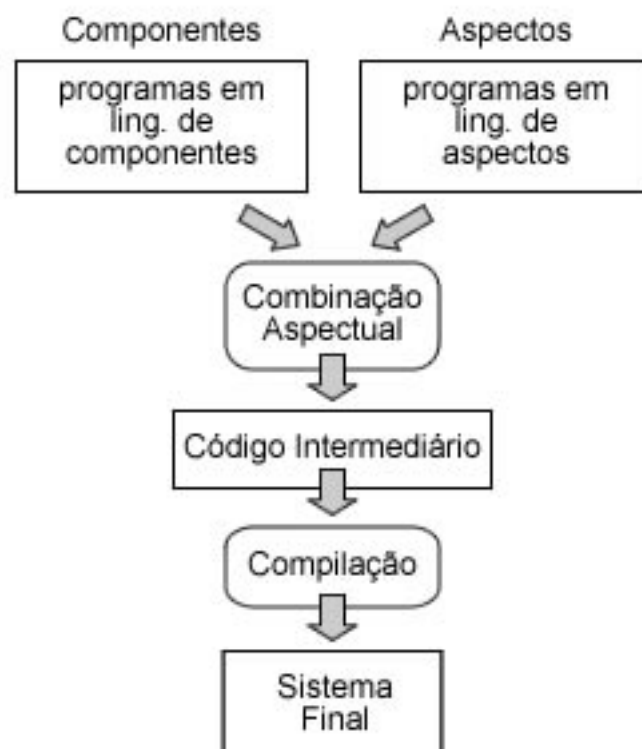 Componentes
Aspectos
programas em
ling. de
componentes
programas em
ling. de
aspectos
Combinação
Aspectual
Código Intermediário
Compilação
Sistema
Final